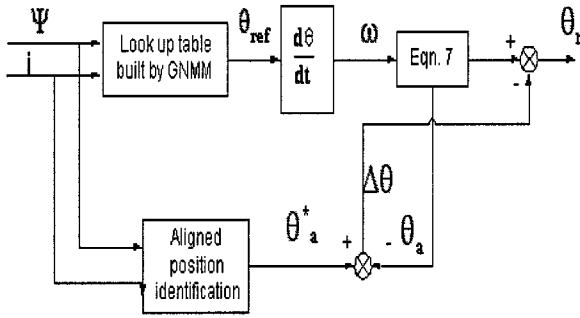 Ψ
i
Look up table
built by GNMM
θref
dθ
dt
ω
Eqn. 7
+
-
θr
Δθ
Aligned
position
identification
θ*a
+
-
θa